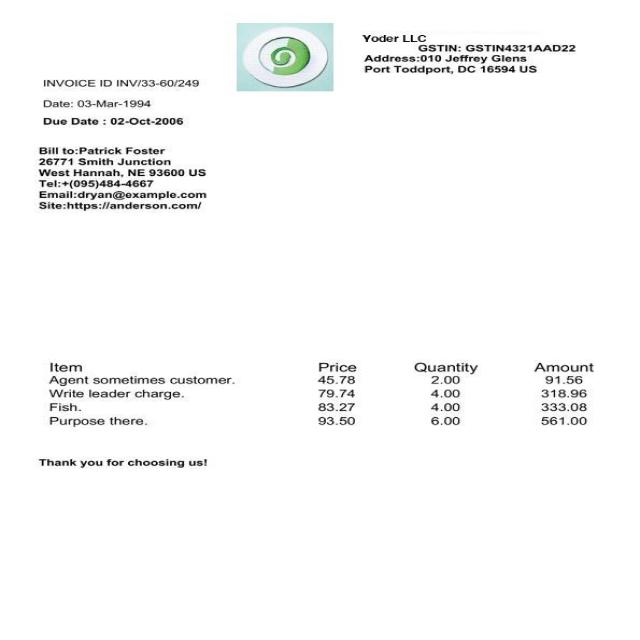 Yoder LLC
GSTIN: GSTIN4321AAD22
Address:010 Jeffrey Glens
Port Toddport, DC 16594 US
INVOICE ID INV/33-60/249
Date: 03-Mar-1994
Due Date : 02-Oct-2006
Bill to:Patrick Foster
26771 Smith Junction
West Hannah, NE 93600 US
Tel:+(095)484-4667
Email:dryan@example.com
Site:https://anderson.com/
Item Price Quantity Amount
Agent sometimes customer. 45.78 2.00 91.56
Write leader charge. 79.74 4.00 318.96
Fish. 83.27 4.00 333.08
Purpose there. 93.50 6.00 561.00
Thank you for choosing us!